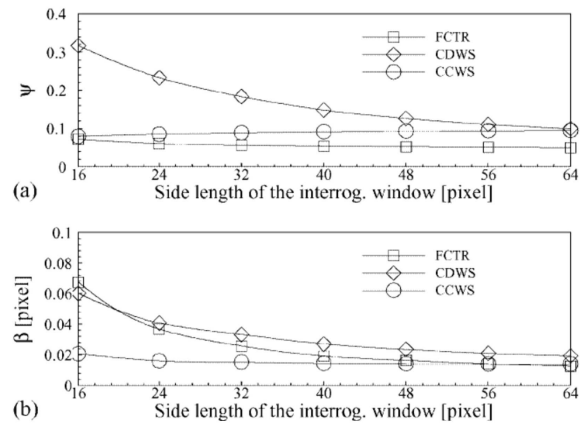 0.4
0.3
0.2
0.1
0
ψ
FCTR
CDWS
CCWS
16 24 32 40 48 56 64
(a) Side length of the interrog. window [pixel]
0.1
0.08
0.06
0.04
0.02
0
β [pixel]
FCTR
CDWS
CCWS
16 24 32 40 48 56 64
(b) Side length of the interrog. window [pixel]